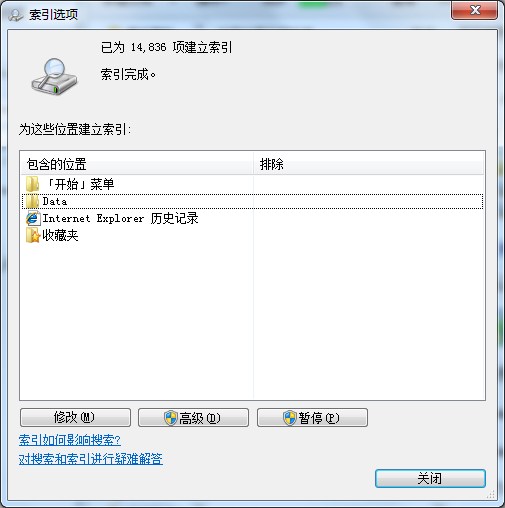 索引选项
已为 14,836 项建立索引
索引完成。
为这些位置建立索引:
包含的位置 排除
「开始」菜单
Data
Internet Explorer 历史记录
收藏夹
修改(M) 高级(D) 暂停(P)
索引如何影响搜索?
对搜索和索引进行疑难解答
关闭